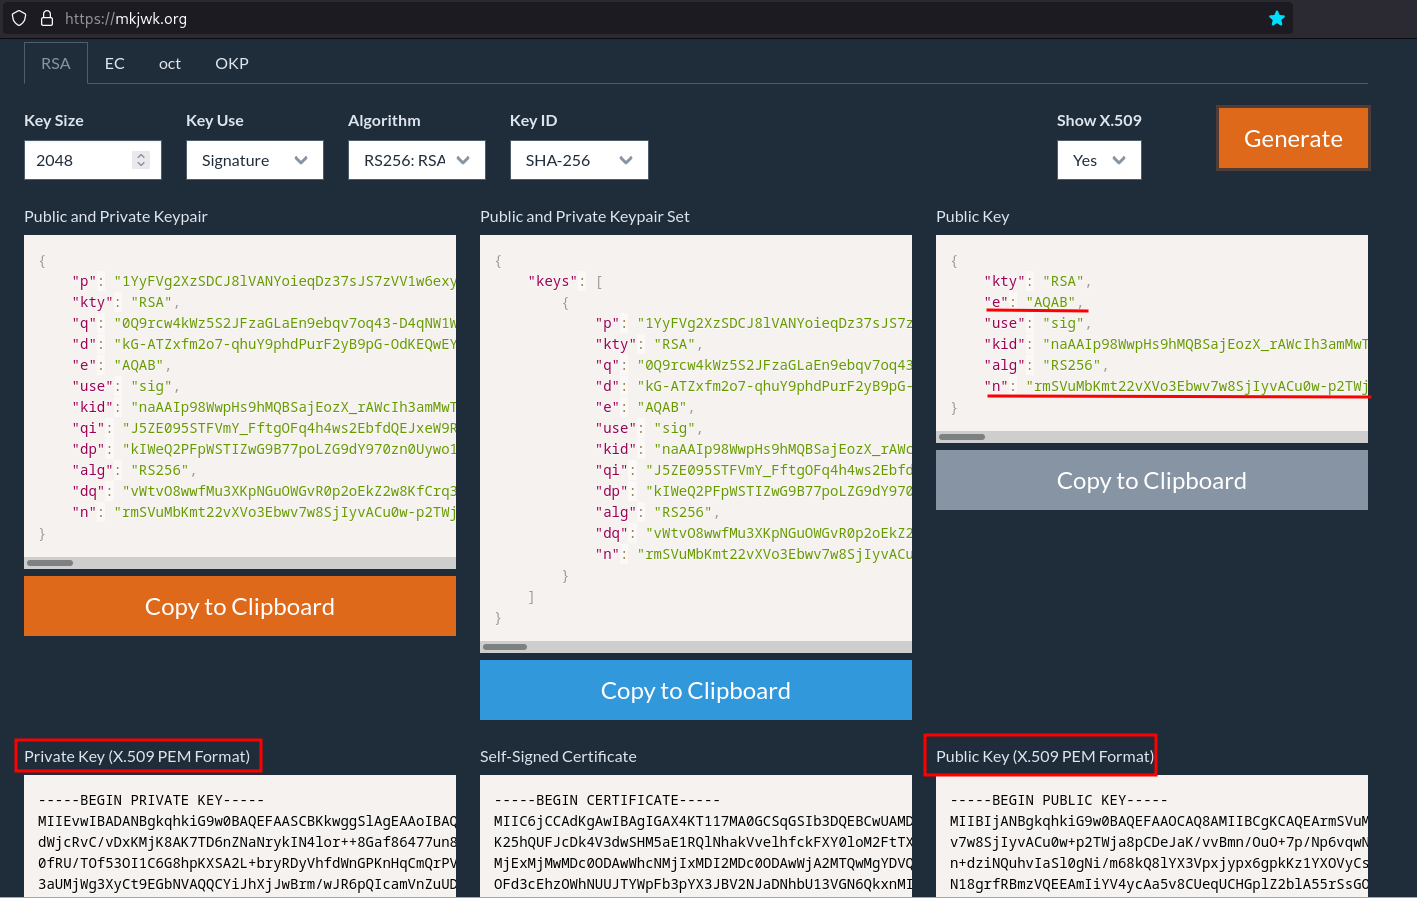 https://mkjwk.org
RSA EC oct OKP
Key Size Key Use Algorithm Key ID Show X.509
Generate
2048 Signature RS256: RSA SHA-256 Yes
Public and Private Keypair
{
"p": "1YyFVg2XzSDCJ8lVANYoieqDz37sJS7zVV1w6exy
"kty": "RSA",
"q": "0Q9rcw4kWz5S2JFzaGLaEn9ebqv7oq43-D4qNW1W
"d": "kG-ATZxfm2o7-qhuY9phdPurF2yB9pG-OdKEQwEY
"e": "AQAB",
"use": "sig",
"kid": "naAAIp98WwpHs9hMQBSajEozX_rAWcIh3amMwT
"qi": "J5ZE095STFVmY_FftgOFq4h4ws2EbfdQEJxeW9R
"dp": "kIWeQ2PFpWSTIZwG9B77poLZG9dY970zn0Uywo1
"alg": "RS256",
"dq": "vWtvO8wwfMu3XKpNGuOWGvR0p2oEkZ2w8KfCrq3
"n": "rmSVuMbKmt22vXVo3Ebwv7w8SjIyvACu0w-p2TWj
}
Copy to Clipboard
Public and Private Keypair Set
{
"keys": [
{
"p": "1YyFVg2XzSDCJ8lVANYoieqDz37sJS7z
"kty": "RSA",
"q": "0Q9rcw4kWz5S2JFzaGLaEn9ebqv7oq43
"d": "kG-ATZxfm2o7-qhuY9phdPurF2yB9pG-
"e": "AQAB",
"use": "sig",
"kid": "naAAIp98WwpHs9hMQBSajEozX_rAWc
"qi": "J5ZE095STFVmY_FftgOFq4h4ws2Ebfd
"dp": "kIWeQ2PFpWSTIZwG9B77poLZG9dY970
"alg": "RS256",
"dq": "vWtvO8wwfMu3XKpNGuOWGvR0p2oEkZ2
"n": "rmSVuMbKmt22vXVo3Ebwv7w8SjIyvACu
}
]
}
Copy to Clipboard
Public Key
{
"kty": "RSA",
"e": "AQAB",
"use": "sig",
"kid": "naAAIp98WwpHs9hMQBSajEozX_rAWcIh3amMwT
"alg": "RS256",
"n": "rmSVuMbKmt22vXVo3Ebwv7w8SjIyvACu0w-p2TWj
}
Copy to Clipboard
Private Key (X.509 PEM Format)
-----BEGIN PRIVATE KEY-----
MIIEvwIBADANBgkqhkiG9w0BAQEFAASCBKkwggSlAgEAAoIBAQ
dWjcRvC/vDxKMjK8AK7TD6nZNaNrykIN4lor++8Gaf86477un8
0fRU/TOf53OI1C6G8hpKXSA2L+bryRDyVhfdWnGPKnHqCmQrPV
3aUMjWg3XyCt9EGbNVAQQCYiJhXjJwBrm/wJR6pQIcamVnZuUD
Self-Signed Certificate
-----BEGIN CERTIFICATE-----
MIIC6jCCAdKgAwIBAgIGAX4KT117MA0GCSqGSIb3DQEBCwUAMD
K25hQUFJcDk4V3dwSHM5aE1RQlNhakVvelhfckFXY0loM2FtTX
MjExMjMwMDc0ODAwWhcNMjIxMDI2MDc0ODAwWjA2MTQwMgYDVQ
OFd3cEhzOWhNUUJTYWpFb3pYX3JBV2NJaDNhbU13VGN6QkxnMI
Public Key (X.509 PEM Format)
-----BEGIN PUBLIC KEY-----
MIIBIjANBgkqhkiG9w0BAQEFAAOCAQ8AMIIBCgKCAQEArmSVuM
v7w8SjIyvACu0w+p2TWja8pCDeJaK/vvBmn/OuO+7p/Np6vqwN
n+dziNQuhvIaSl0gNi/m68kQ8lYX3Vpxjypx6gpkKz1YXOVyCs
N18grfRBmzVQEEAmIiYV4ycAa5v8CUeqUCHGplZ2blA55rSsGO